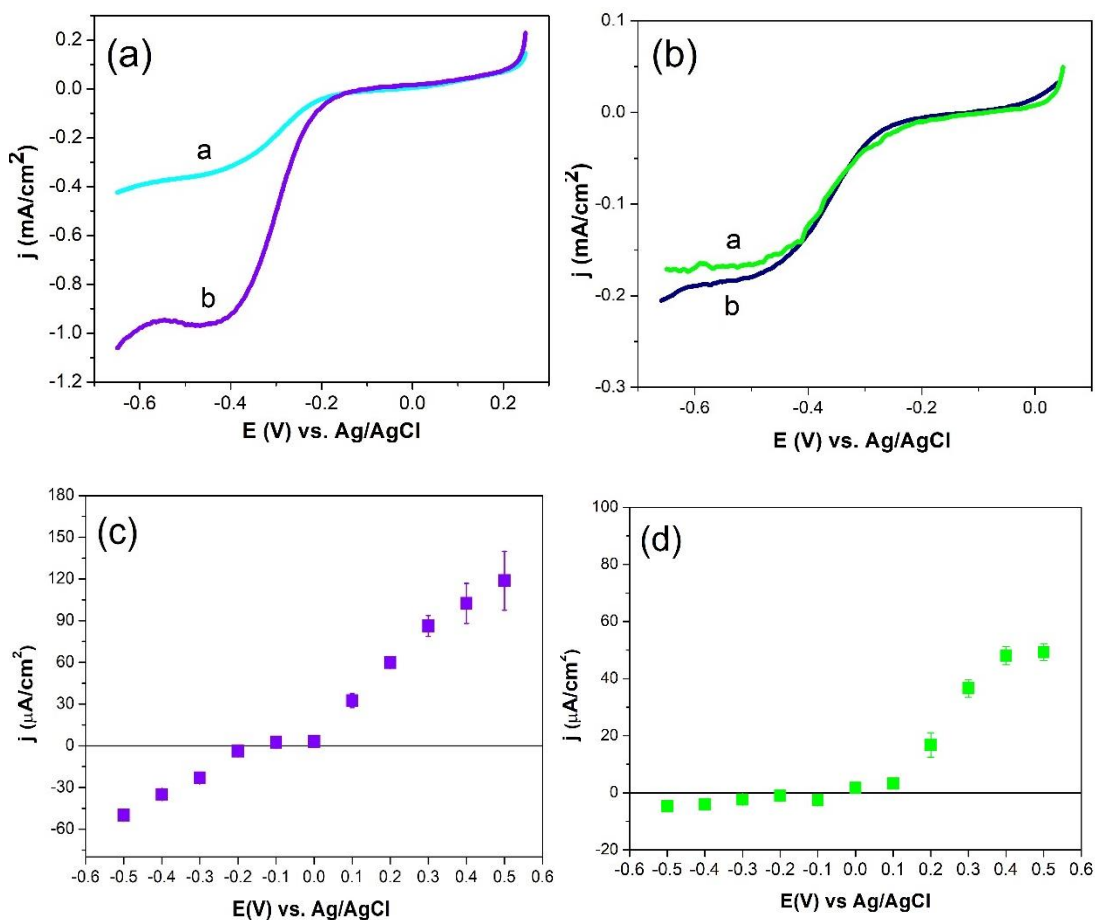 (a)
0.2
0.0
-0.2
-0.4
-0.6
-0.8
-1.0
-1.2
j (mA/cm²)
a
b
-0.6 -0.4 -0.2 0.0 0.2
E (V) vs. Ag/AgCl
(b)
0.1
0.0
-0.1
-0.2
-0.3
j (mA/cm²)
a
b
-0.6 -0.4 -0.2 0.0
E (V) vs. Ag/AgCl
(c)
180
150
120
90
60
30
0
-30
-60
j (μA/cm²)
-0.6 -0.5 -0.4 -0.3 -0.2 -0.1 0.0 0.1 0.2 0.3 0.4 0.5 0.6
E(V) vs. Ag/AgCl
(d)
100
80
60
40
20
0
-20
j (μA/cm²)
-0.6 -0.5 -0.4 -0.3 -0.2 -0.1 0.0 0.1 0.2 0.3 0.4 0.5 0.6
E(V) vs. Ag/AgCl